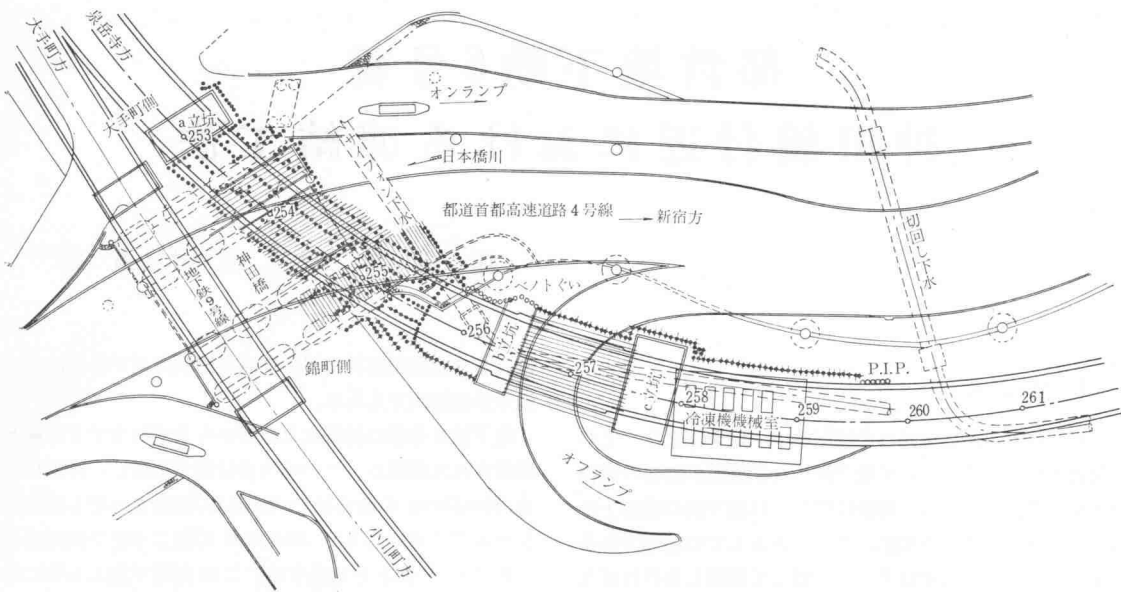 大手町方
泉岳寺方
大手町側
a立坑
253
オンランプ
日本橋川
254
都道首都高速道路4号線
新宿方
切回し下水
地下鉄9号線
神田橋
255
ベノトぐい
256
b立坑
錦町側
257
c立坑
P.I.P.
258
259
260
261
冷凍機機械室
オフランプ
小川町方